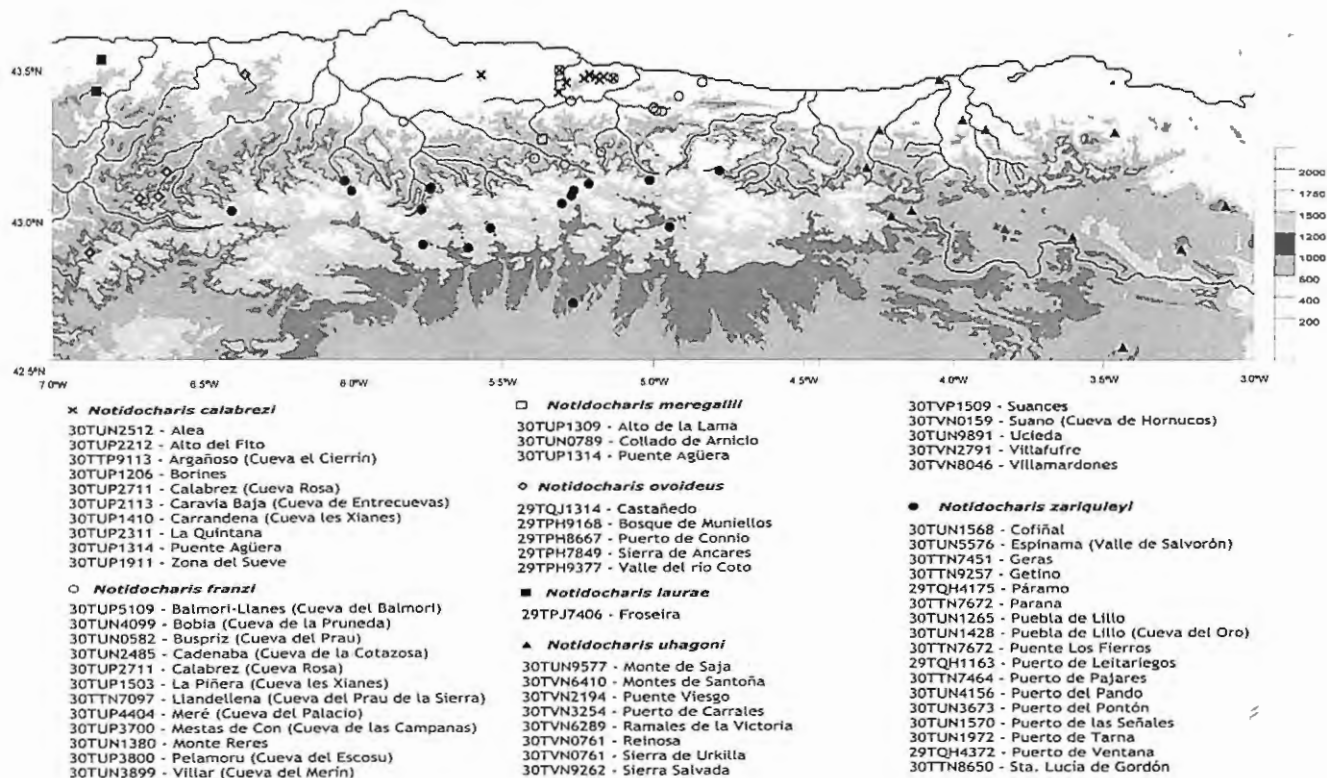 43.5°N
43.0°N
42.5°N
7.0°W
6.5°W
6.0°W
5.5°W
5.0°W
4.5°W
4.0°W
3.5°W
3.0°W
2000
1750
1500
1200
1000
600
400
200
× Notidocharis calabrezi
30TUN2512 - Alea
30TUP2212 - Alto del Fito
30TTP9113 - Argañoso (Cueva el Cierrín)
30TUP1206 - Borines
30TUP2711 - Calabrez (Cueva Rosa)
30TUP2113 - Caravia Baja (Cueva de Entrecuevas)
30TUP1410 - Carrandena (Cueva les Xianes)
30TUP2311 - La Quintana
30TUP1314 - Puente Agüera
30TUP1911 - Zona del Sueve
○ Notidocharis franzi
30TUP5109 - Balmori-Llanes (Cueva del Balmori)
30TUN4099 - Bobia (Cueva de la Pruneda)
30TUN0582 - Buspriz (Cueva del Prau)
30TUN2485 - Cadenaba (Cueva de la Cotazosa)
30TUP2711 - Calabrez (Cueva Rosa)
30TUP1503 - La Piñera (Cueva les Xianes)
30TTN7097 - Llandellena (Cueva del Prau de la Sierra)
30TUP4404 - Meré (Cueva del Palacio)
30TUP3700 - Mestas de Con (Cueva de las Campanas)
30TUN1380 - Monte Reres
30TUP3800 - Pelamoru (Cueva del Escosu)
30TUN3899 - Villar (Cueva del Merín)
□ Notidocharis meregallii
30TUP1309 - Alto de la Lama
30TUN0789 - Collado de Arnicio
30TUP1314 - Puente Agüera
◇ Notidocharis ovoideus
29TQJ1314 - Castañedo
29TPH9168 - Bosque de Muniellos
29TPH8667 - Puerto de Connio
29TPH7849 - Sierra de Ancares
29TPH9377 - Valle del río Coto
■ Notidocharis laurae
29TPJ7406 - Froseira
▲ Notidocharis uhagoni
30TUN9577 - Monte de Saja
30TVN6410 - Montes de Santoña
30TVN2194 - Puente Viesgo
30TVN3254 - Puerto de Carrales
30TVN6289 - Ramales de la Victoria
30TVN0761 - Reinosa
30TVN0761 - Sierra de Urkilla
30TVN9262 - Sierra Salvada
30TVP1509 - Suances
30TVN0159 - Suano (Cueva de Hornucos)
30TUN9891 - Ucieda
30TVN2791 - Villafufre
30TVN8046 - Villamardones
● Notidocharis zariquieyi
30TUN1568 - Cofiñal
30TUN5576 - Espinama (Valle de Salvorón)
30TTN7451 - Geras
30TTN9257 - Getino
29TQH4175 - Páramo
30TTN7672 - Parana
30TUN1265 - Puebla de Lillo
30TUN1428 - Puebla de Lillo (Cueva del Oro)
30TTN7672 - Puente Los Fierros
29TQH1163 - Puerto de Leitariegos
30TTN7464 - Puerto de Pajares
30TUN4156 - Puerto del Pando
30TUN3673 - Puerto del Pontón
30TUN1570 - Puerto de las Señales
30TUN1972 - Puerto de Tarna
29TQH4372 - Puerto de Ventana
30TTN8650 - Sta. Lucía de Gordón